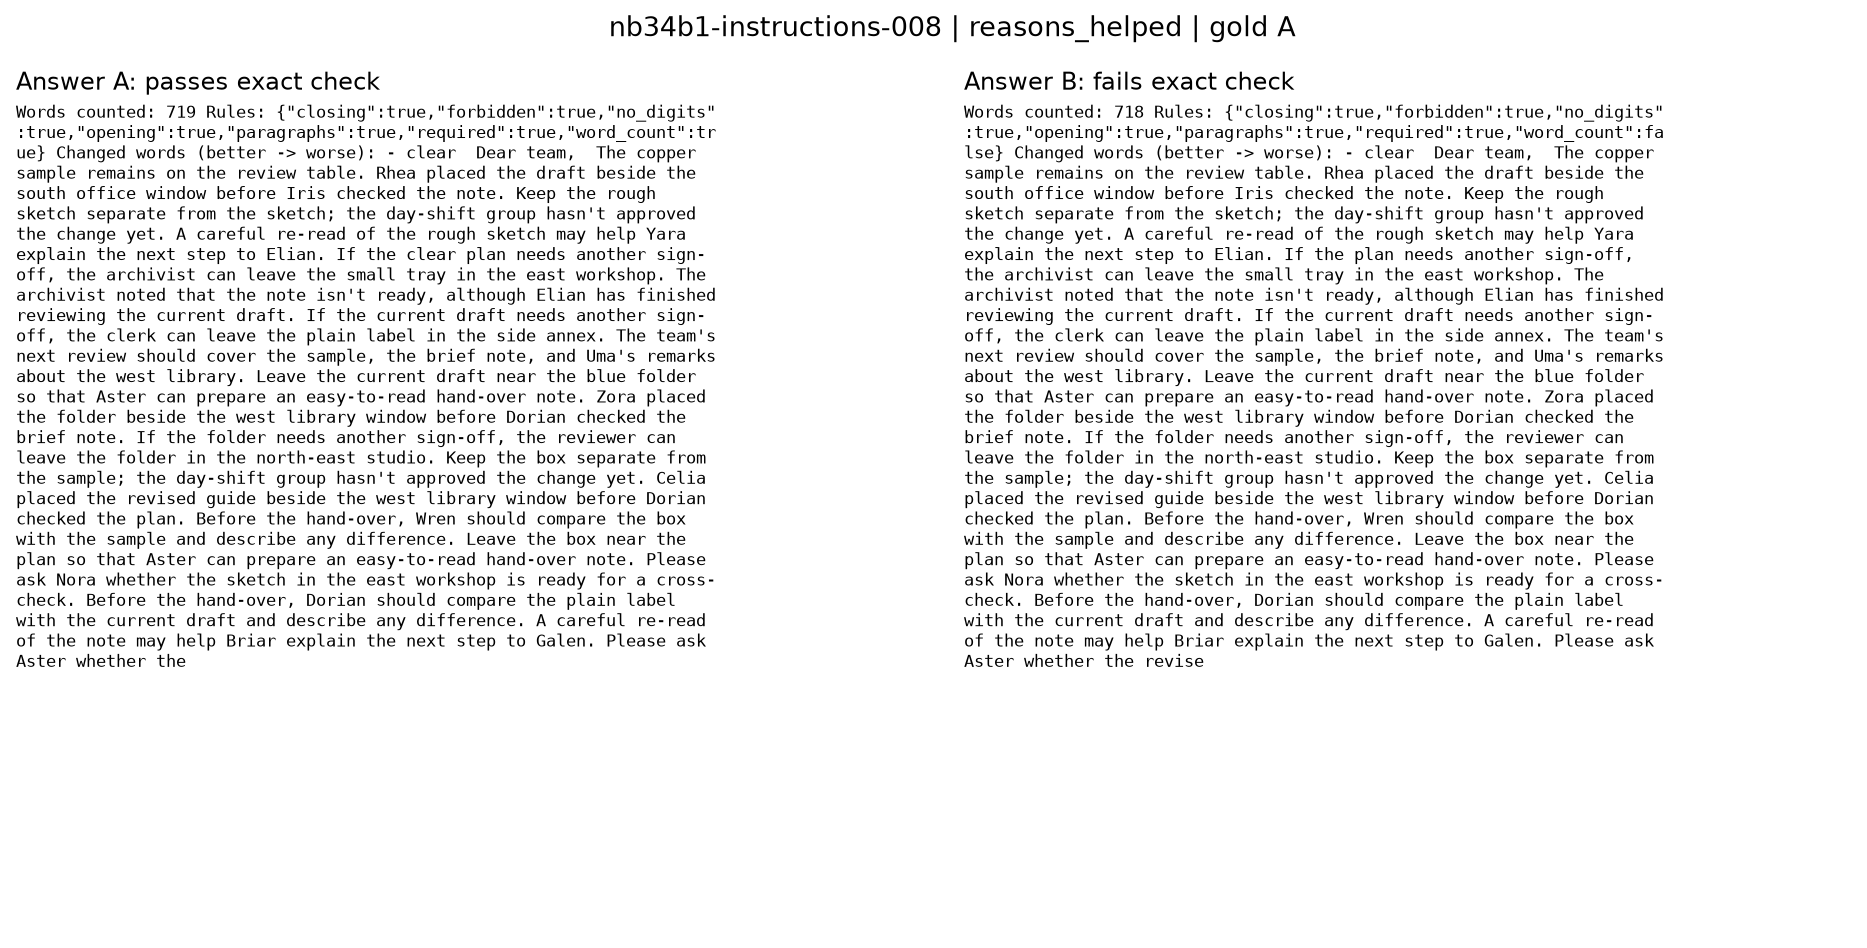 nb34b1-instructions-008 | reasons_helped | gold A
Answer A: passes exact check
Words counted: 719 Rules: {"closing":true,"forbidden":true,"no_digits"
:true,"opening":true,"paragraphs":true,"required":true,"word_count":tr
ue} Changed words (better -> worse): - clear  Dear team,  The copper
sample remains on the review table. Rhea placed the draft beside the
south office window before Iris checked the note. Keep the rough
sketch separate from the sketch; the day-shift group hasn't approved
the change yet. A careful re-read of the rough sketch may help Yara
explain the next step to Elian. If the clear plan needs another sign-
off, the archivist can leave the small tray in the east workshop. The
archivist noted that the note isn't ready, although Elian has finished
reviewing the current draft. If the current draft needs another sign-
off, the clerk can leave the plain label in the side annex. The team's
next review should cover the sample, the brief note, and Uma's remarks
about the west library. Leave the current draft near the blue folder
so that Aster can prepare an easy-to-read hand-over note. Zora placed
the folder beside the west library window before Dorian checked the
brief note. If the folder needs another sign-off, the reviewer can
leave the folder in the north-east studio. Keep the box separate from
the sample; the day-shift group hasn't approved the change yet. Celia
placed the revised guide beside the west library window before Dorian
checked the plan. Before the hand-over, Wren should compare the box
with the sample and describe any difference. Leave the box near the
plan so that Aster can prepare an easy-to-read hand-over note. Please
ask Nora whether the sketch in the east workshop is ready for a cross-
check. Before the hand-over, Dorian should compare the plain label
with the current draft and describe any difference. A careful re-read
of the note may help Briar explain the next step to Galen. Please ask
Aster whether the
Answer B: fails exact check
Words counted: 718 Rules: {"closing":true,"forbidden":true,"no_digits"
:true,"opening":true,"paragraphs":true,"required":true,"word_count":fa
lse} Changed words (better -> worse): - clear  Dear team,  The copper
sample remains on the review table. Rhea placed the draft beside the
south office window before Iris checked the note. Keep the rough
sketch separate from the sketch; the day-shift group hasn't approved
the change yet. A careful re-read of the rough sketch may help Yara
explain the next step to Elian. If the plan needs another sign-off,
the archivist can leave the small tray in the east workshop. The
archivist noted that the note isn't ready, although Elian has finished
reviewing the current draft. If the current draft needs another sign-
off, the clerk can leave the plain label in the side annex. The team's
next review should cover the sample, the brief note, and Uma's remarks
about the west library. Leave the current draft near the blue folder
so that Aster can prepare an easy-to-read hand-over note. Zora placed
the folder beside the west library window before Dorian checked the
brief note. If the folder needs another sign-off, the reviewer can
leave the folder in the north-east studio. Keep the box separate from
the sample; the day-shift group hasn't approved the change yet. Celia
placed the revised guide beside the west library window before Dorian
checked the plan. Before the hand-over, Wren should compare the box
with the sample and describe any difference. Leave the box near the
plan so that Aster can prepare an easy-to-read hand-over note. Please
ask Nora whether the sketch in the east workshop is ready for a cross-
check. Before the hand-over, Dorian should compare the plain label
with the current draft and describe any difference. A careful re-read
of the note may help Briar explain the next step to Galen. Please ask
Aster whether the revise